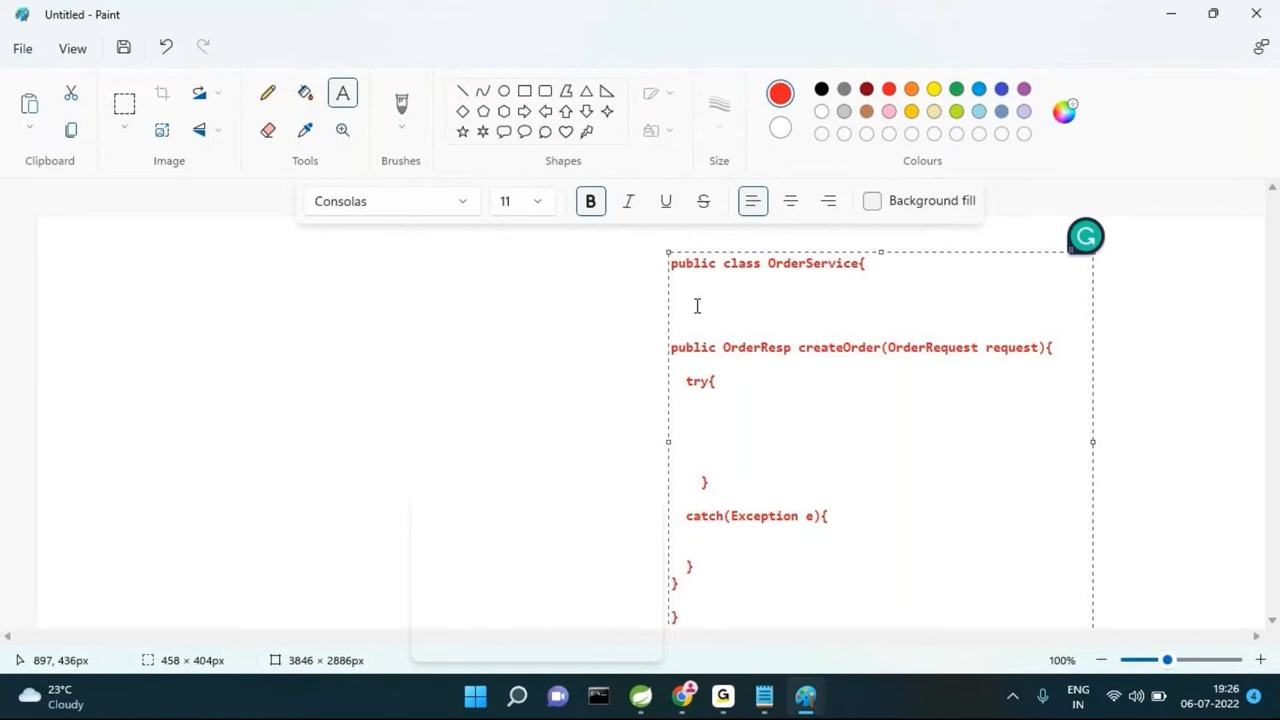 Untitled - Paint
File View
Clipboard Image Tools Brushes Shapes Size Colours
Consolas 11 B I U S Background fill
public class OrderService{
public OrderResp createOrder(OrderRequest request){
try{
}
catch(Exception e){
}
}
}
897, 436px 458 × 404px 3846 × 2886px 100%
23°C
Cloudy
ENG
IN
19:26
06-07-2022
4